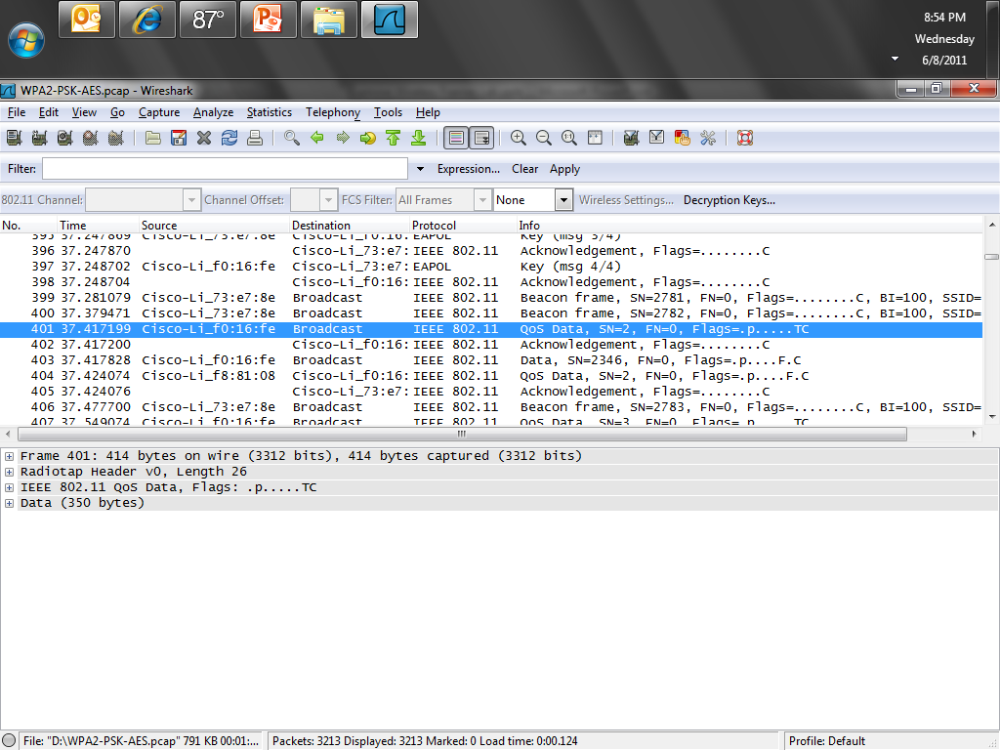 87°
8:54 PM
Wednesday
6/8/2011
WPA2-PSK-AES.pcap - Wireshark
File Edit View Go Capture Analyze Statistics Telephony Tools Help
Filter: Expression... Clear Apply
802.11 Channel: Channel Offset: FCS Filter: All Frames None Wireless Settings... Decryption Keys...
No. Time Source Destination Protocol Info
395 37.247869 Cisco-Li_73:e7:8e Cisco-Li_f0:16: EAPOL Key (msg 3/4)
396 37.247870 Cisco-Li_73:e7: IEEE 802.11 Acknowledgement, Flags=........C
397 37.248702 Cisco-Li_f0:16:fe Cisco-Li_73:e7: EAPOL Key (msg 4/4)
398 37.248704 Cisco-Li_f0:16: IEEE 802.11 Acknowledgement, Flags=........C
399 37.281079 Cisco-Li_73:e7:8e Broadcast IEEE 802.11 Beacon frame, SN=2781, FN=0, Flags=........C, BI=100, SSID=
400 37.379471 Cisco-Li_73:e7:8e Broadcast IEEE 802.11 Beacon frame, SN=2782, FN=0, Flags=........C, BI=100, SSID=
401 37.417199 Cisco-Li_f0:16:fe Broadcast IEEE 802.11 QoS Data, SN=2, FN=0, Flags=.p.....TC
402 37.417200 Cisco-Li_f0:16: IEEE 802.11 Acknowledgement, Flags=........C
403 37.417828 Cisco-Li_f0:16:fe Broadcast IEEE 802.11 Data, SN=2346, FN=0, Flags=.p....F.C
404 37.424074 Cisco-Li_f8:81:08 Cisco-Li_f0:16: IEEE 802.11 QoS Data, SN=2, FN=0, Flags=.p....F.C
405 37.424076 Cisco-Li_73:e7: IEEE 802.11 Acknowledgement, Flags=........C
406 37.477700 Cisco-Li_73:e7:8e Broadcast IEEE 802.11 Beacon frame, SN=2783, FN=0, Flags=........C, BI=100, SSID=
407 37.549074 Cisco-Li_f0:16:fe Broadcast IEEE 802.11 QoS Data, SN=3, FN=0, Flags=.p.....TC
Frame 401: 414 bytes on wire (3312 bits), 414 bytes captured (3312 bits)
Radiotap Header v0, Length 26
IEEE 802.11 QoS Data, Flags: .p.....TC
Data (350 bytes)
File: "D:\WPA2-PSK-AES.pcap" 791 KB 00:01:... Packets: 3213 Displayed: 3213 Marked: 0 Load time: 0:00.124 Profile: Default